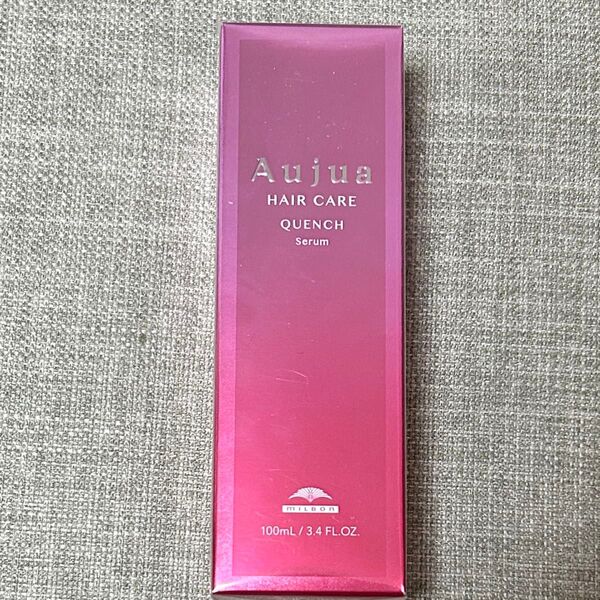 Aujua
HAIR CARE
QUENCH
Serum
MILBON
100mL / 3.4 FL.OZ.